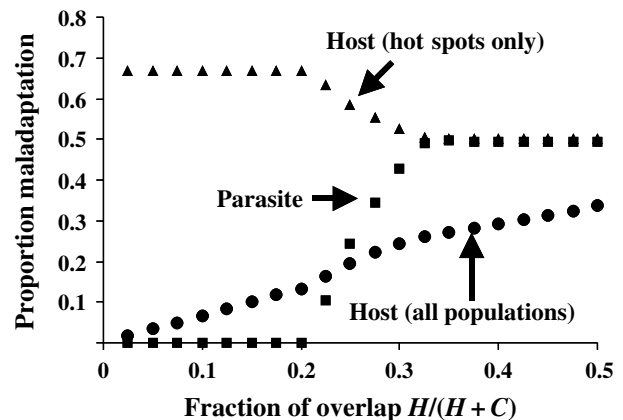 0.8
Host (hot spots only)
0.7
0.6
0.5
Proportion maladaptation
0.4
Parasite
0.3
0.2
0.1
Host (all populations)
0 0.1 0.2 0.3 0.4 0.5
Fraction of overlap H/(H + C)